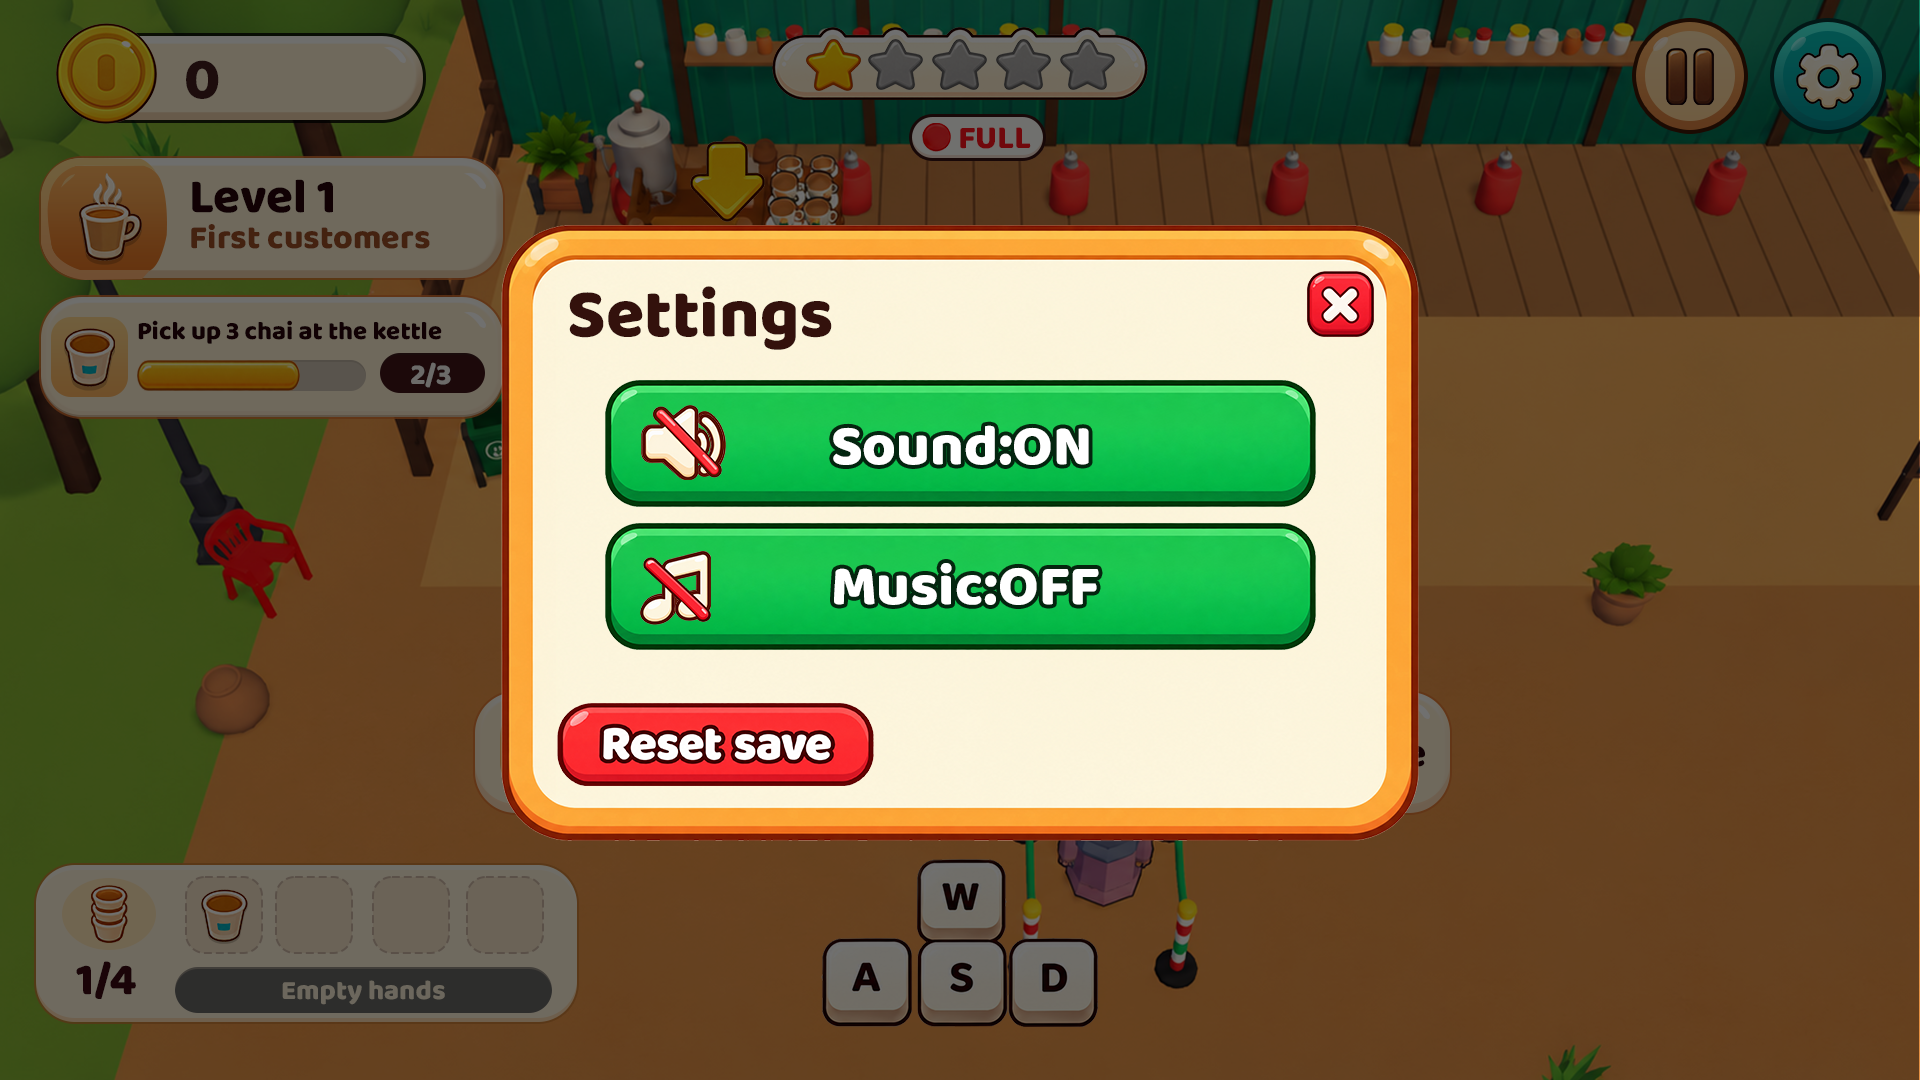 0
FULL
Level 1
First customers
Pick up 3 chai at the kettle
2/3
Settings
Sound:ON
Music:OFF
Reset save
1/4
Empty hands
W
A
S
D